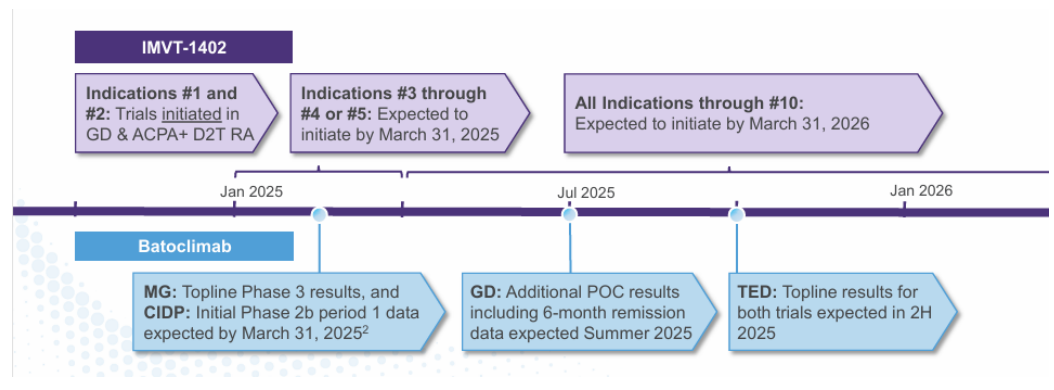 IMVT-1402
Indications #1 and
#2: Trials initiated in
GD & ACPA+ D2T RA
Indications #3 through
#4 or #5: Expected to
initiate by March 31, 2025
All Indications through #10:
Expected to initiate by March 31, 2026
Jan 2025
Jul 2025
Jan 2026
Batoclimab
MG: Topline Phase 3 results, and
CIDP: Initial Phase 2b period 1 data
expected by March 31, 2025²
GD: Additional POC results
including 6-month remission
data expected Summer 2025
TED: Topline results for
both trials expected in 2H
2025